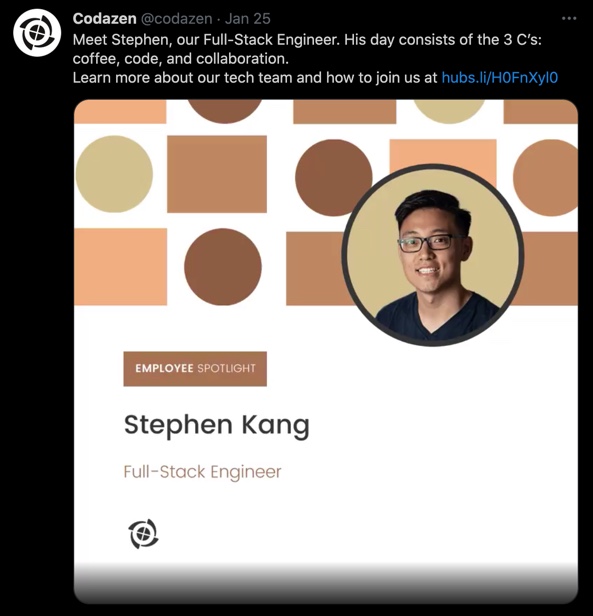 Codazen @codazen · Jan 25
Meet Stephen, our Full-Stack Engineer. His day consists of the 3 C's:
coffee, code, and collaboration.
Learn more about our tech team and how to join us at hubs.li/H0FnXyl0
EMPLOYEE SPOTLIGHT
Stephen Kang
Full-Stack Engineer